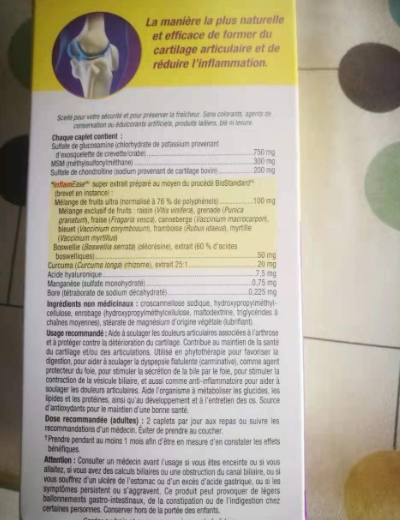 La manière la plus naturelle
et efficace de former du
cartilage articulaire et de
réduire l'inflammation.
Scellé pour votre sécurité et pour préserver la fraîcheur. Sans colorants, agents de
conservation ou édulcorants artificiels, produits laitiers, blé ni levure.
Chaque caplet contient :
Sulfate de glucosamine (chlorhydrate de potassium provenant
d'exosquelette de crevette/crabe) 750 mg
MSM (méthylsulfonylméthane) 300 mg
Sulfate de chondroïtine (sodium provenant de cartilage bovin) 200 mg
InflamEase super extrait préparé au moyen du procédé BioStandard
(brevet en instance) :
Mélange de fruits ultra (normalisé à 76 % de polyphénols) 100 mg
Mélange exclusif de fruits : raisin (Vitis vinifera), grenade (Punica
granatum), fraise (Fragaria vesca), canneberge (Vaccinium macrocarpon),
bleuet (Vaccinium corymbosum), framboise (Rubus idaeus), myrtille
(Vaccinium myrtillus)
Boswellie (Boswellia serrata) (oléorésine), extrait (60 % d'acides
boswelliques) 50 mg
Curcuma (Curcuma longa) (rhizome), extrait 25:1 20 mg
Acide hyaluronique 7,5 mg
Manganèse (sulfate monohydraté) 0,75 mg
Bore (tétraborate de sodium décahydraté) 0,225 mg
Ingrédients non médicinaux : croscarmellose sodique, hydroxypropylméthyl-
cellulose, enrobage (hydroxypropylméthylcellulose, maltodextrine, triglycérides à
chaînes moyennes), stéarate de magnésium d'origine végétale (lubrifiant).
Usage recommandé : Aide à soulager les douleurs articulaires associées à l'arthrose
et à protéger contre la détérioration du cartilage. Contribue au maintien de la santé
du cartilage et/ou des articulations. Utilisé en phytothérapie pour favoriser la
digestion, pour aider à soulager la dyspepsie flatulente (carminative), comme agent
protecteur du foie, pour stimuler la sécrétion de la bile par le foie, pour stimuler la
contraction de la vésicule biliaire, et aussi comme anti-inflammatoire pour aider à
soulager les douleurs articulaires. Aide l'organisme à métaboliser les glucides, les
lipides et les protéines, ainsi qu'au développement et à l'entretien des os. Source
d'antioxydants pour le maintien d'une bonne santé.
Dose recommandée (adultes) : 2 caplets par jour aux repas ou suivre les
recommandations d'un médecin. Éviter de prendre au coucher.
†Prendre pendant au moins 1 mois afin d'être en mesure d'en constater les effets
bénéfiques.
Attention : Consulter un médecin avant l'usage si vous êtes enceinte ou si vous
allaitez, si vous avez des calculs biliaires ou une obstruction du canal biliaire, ou si
vous souffrez d'un ulcère de l'estomac ou d'un excès d'acide gastrique, ou si les
symptômes persistent ou s'aggravent. Ce produit peut provoquer de légers
ballonnements gastro-intestinaux, de la constipation ou de l'indigestion chez
certaines personnes. Conserver hors de la portée des enfants.